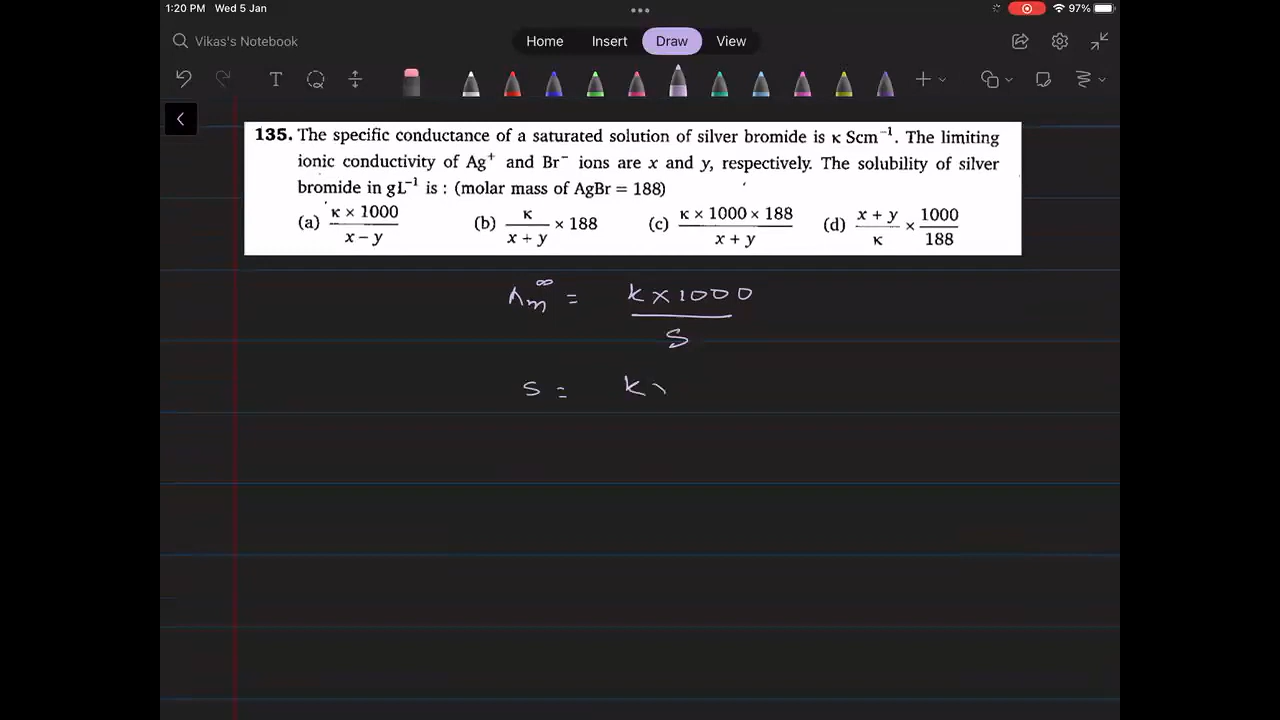 1:20 PM Wed 5 Jan
97%
Vikas's Notebook
Home Insert Draw View
135. The specific conductance of a saturated solution of silver bromide is κ Scm⁻¹. The limiting
ionic conductivity of Ag⁺ and Br⁻ ions are x and y, respectively. The solubility of silver
bromide in gL⁻¹ is : (molar mass of AgBr = 188)
(a) κ × 1000 / x − y (b) κ / x + y × 188 (c) κ × 1000 × 188 / x + y (d) x + y / κ × 1000 / 188
Λm∞ = K × 1000 / S
S = K